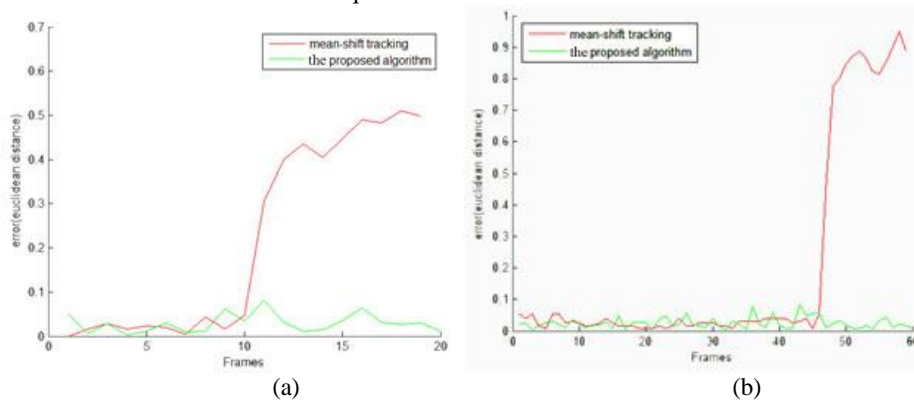 0.7
0.6
0.5
0.4
0.3
0.2
0.1
0
error(euclidean distance)
mean-shift tracking
the proposed algorithm
0 5 10 15 20
Frames
(a)
1
0.9
0.8
0.7
0.6
0.5
0.4
0.3
0.2
0.1
0
error(euclidean distance)
mean-shift tracking
the proposed algorithm
0 10 20 30 40 50
Frames
(b)